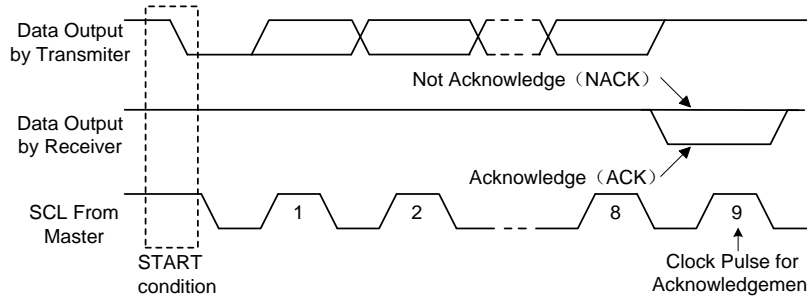 Data Output
by Transmiter
Not Acknowledge（NACK）
Data Output
by Receiver
Acknowledge（ACK）
SCL From
Master
1
2
8
9
START
condition
Clock Pulse for
Acknowledgemen